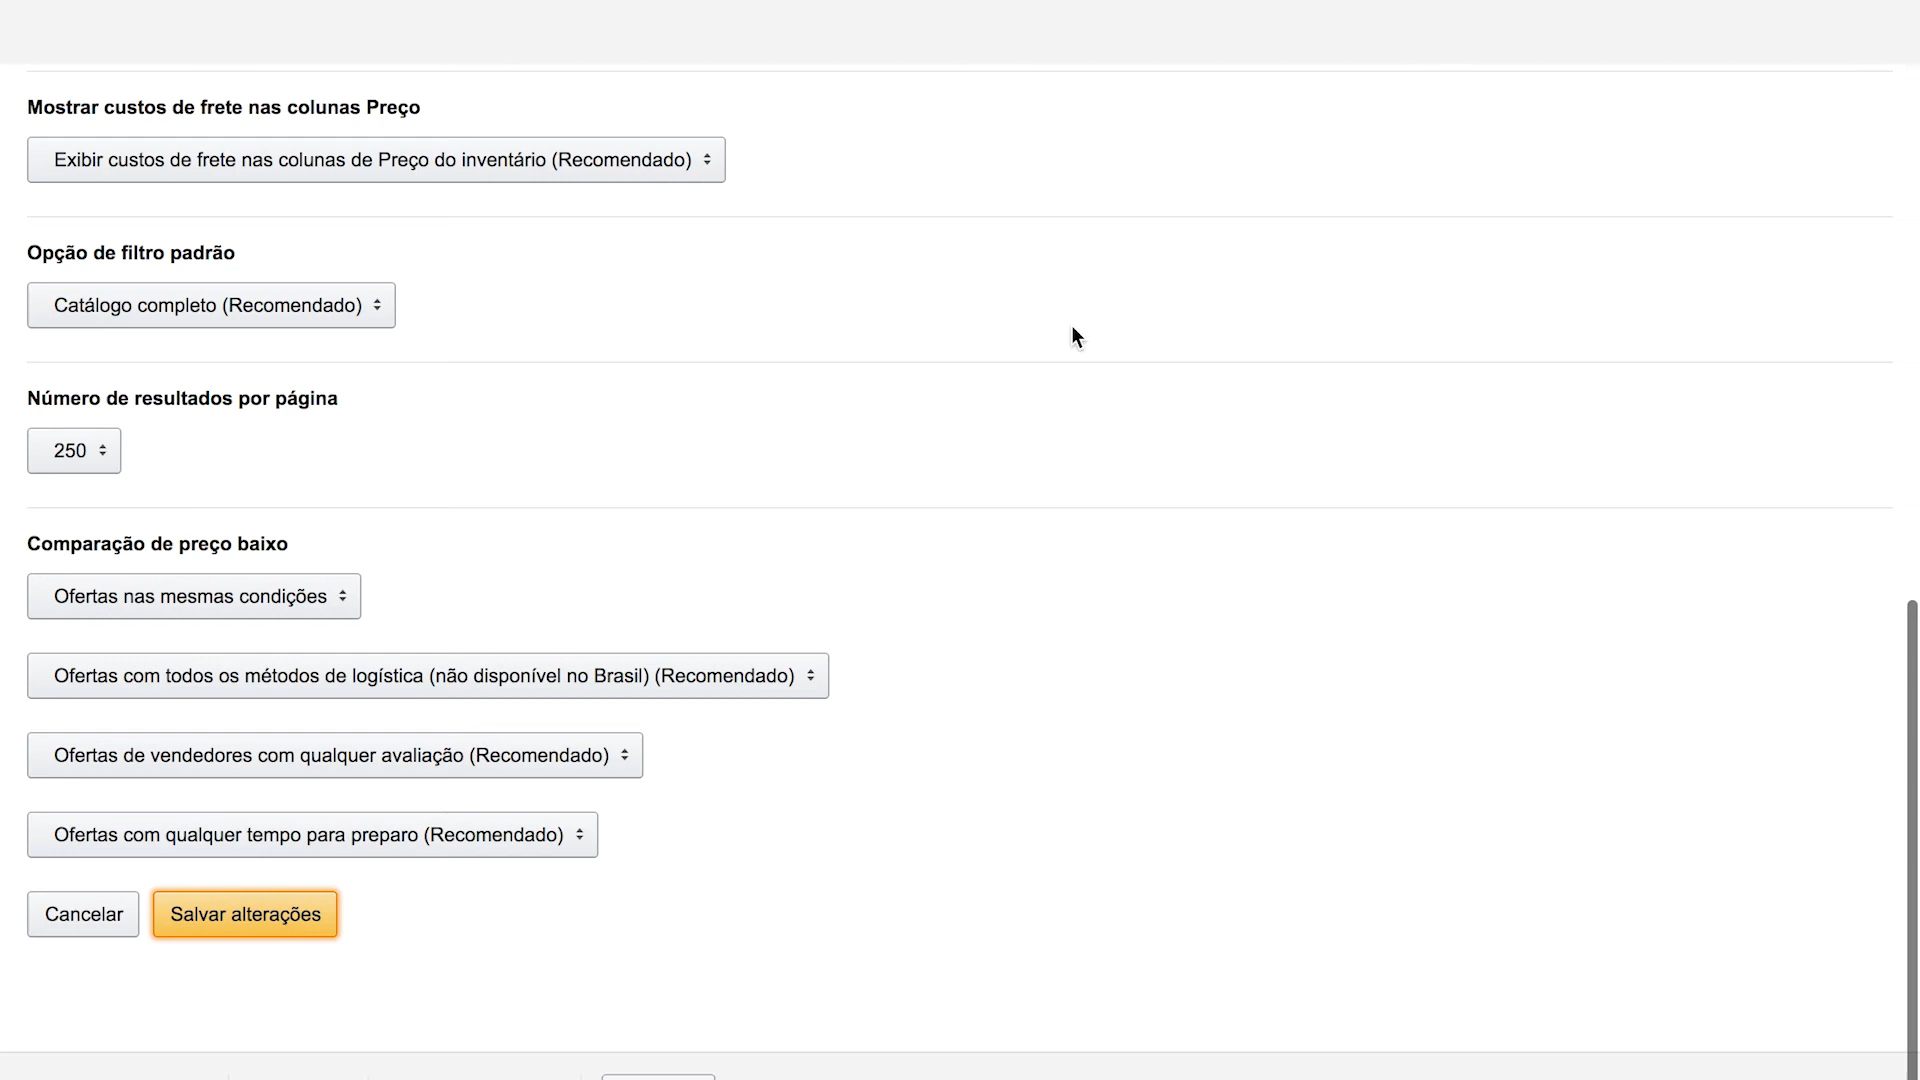 Mostrar custos de frete nas colunas Preço
Exibir custos de frete nas colunas de Preço do inventário (Recomendado)
Opção de filtro padrão
Catálogo completo (Recomendado)
Número de resultados por página
250
Comparação de preço baixo
Ofertas nas mesmas condições
Ofertas com todos os métodos de logística (não disponível no Brasil) (Recomendado)
Ofertas de vendedores com qualquer avaliação (Recomendado)
Ofertas com qualquer tempo para preparo (Recomendado)
Cancelar
Salvar alterações